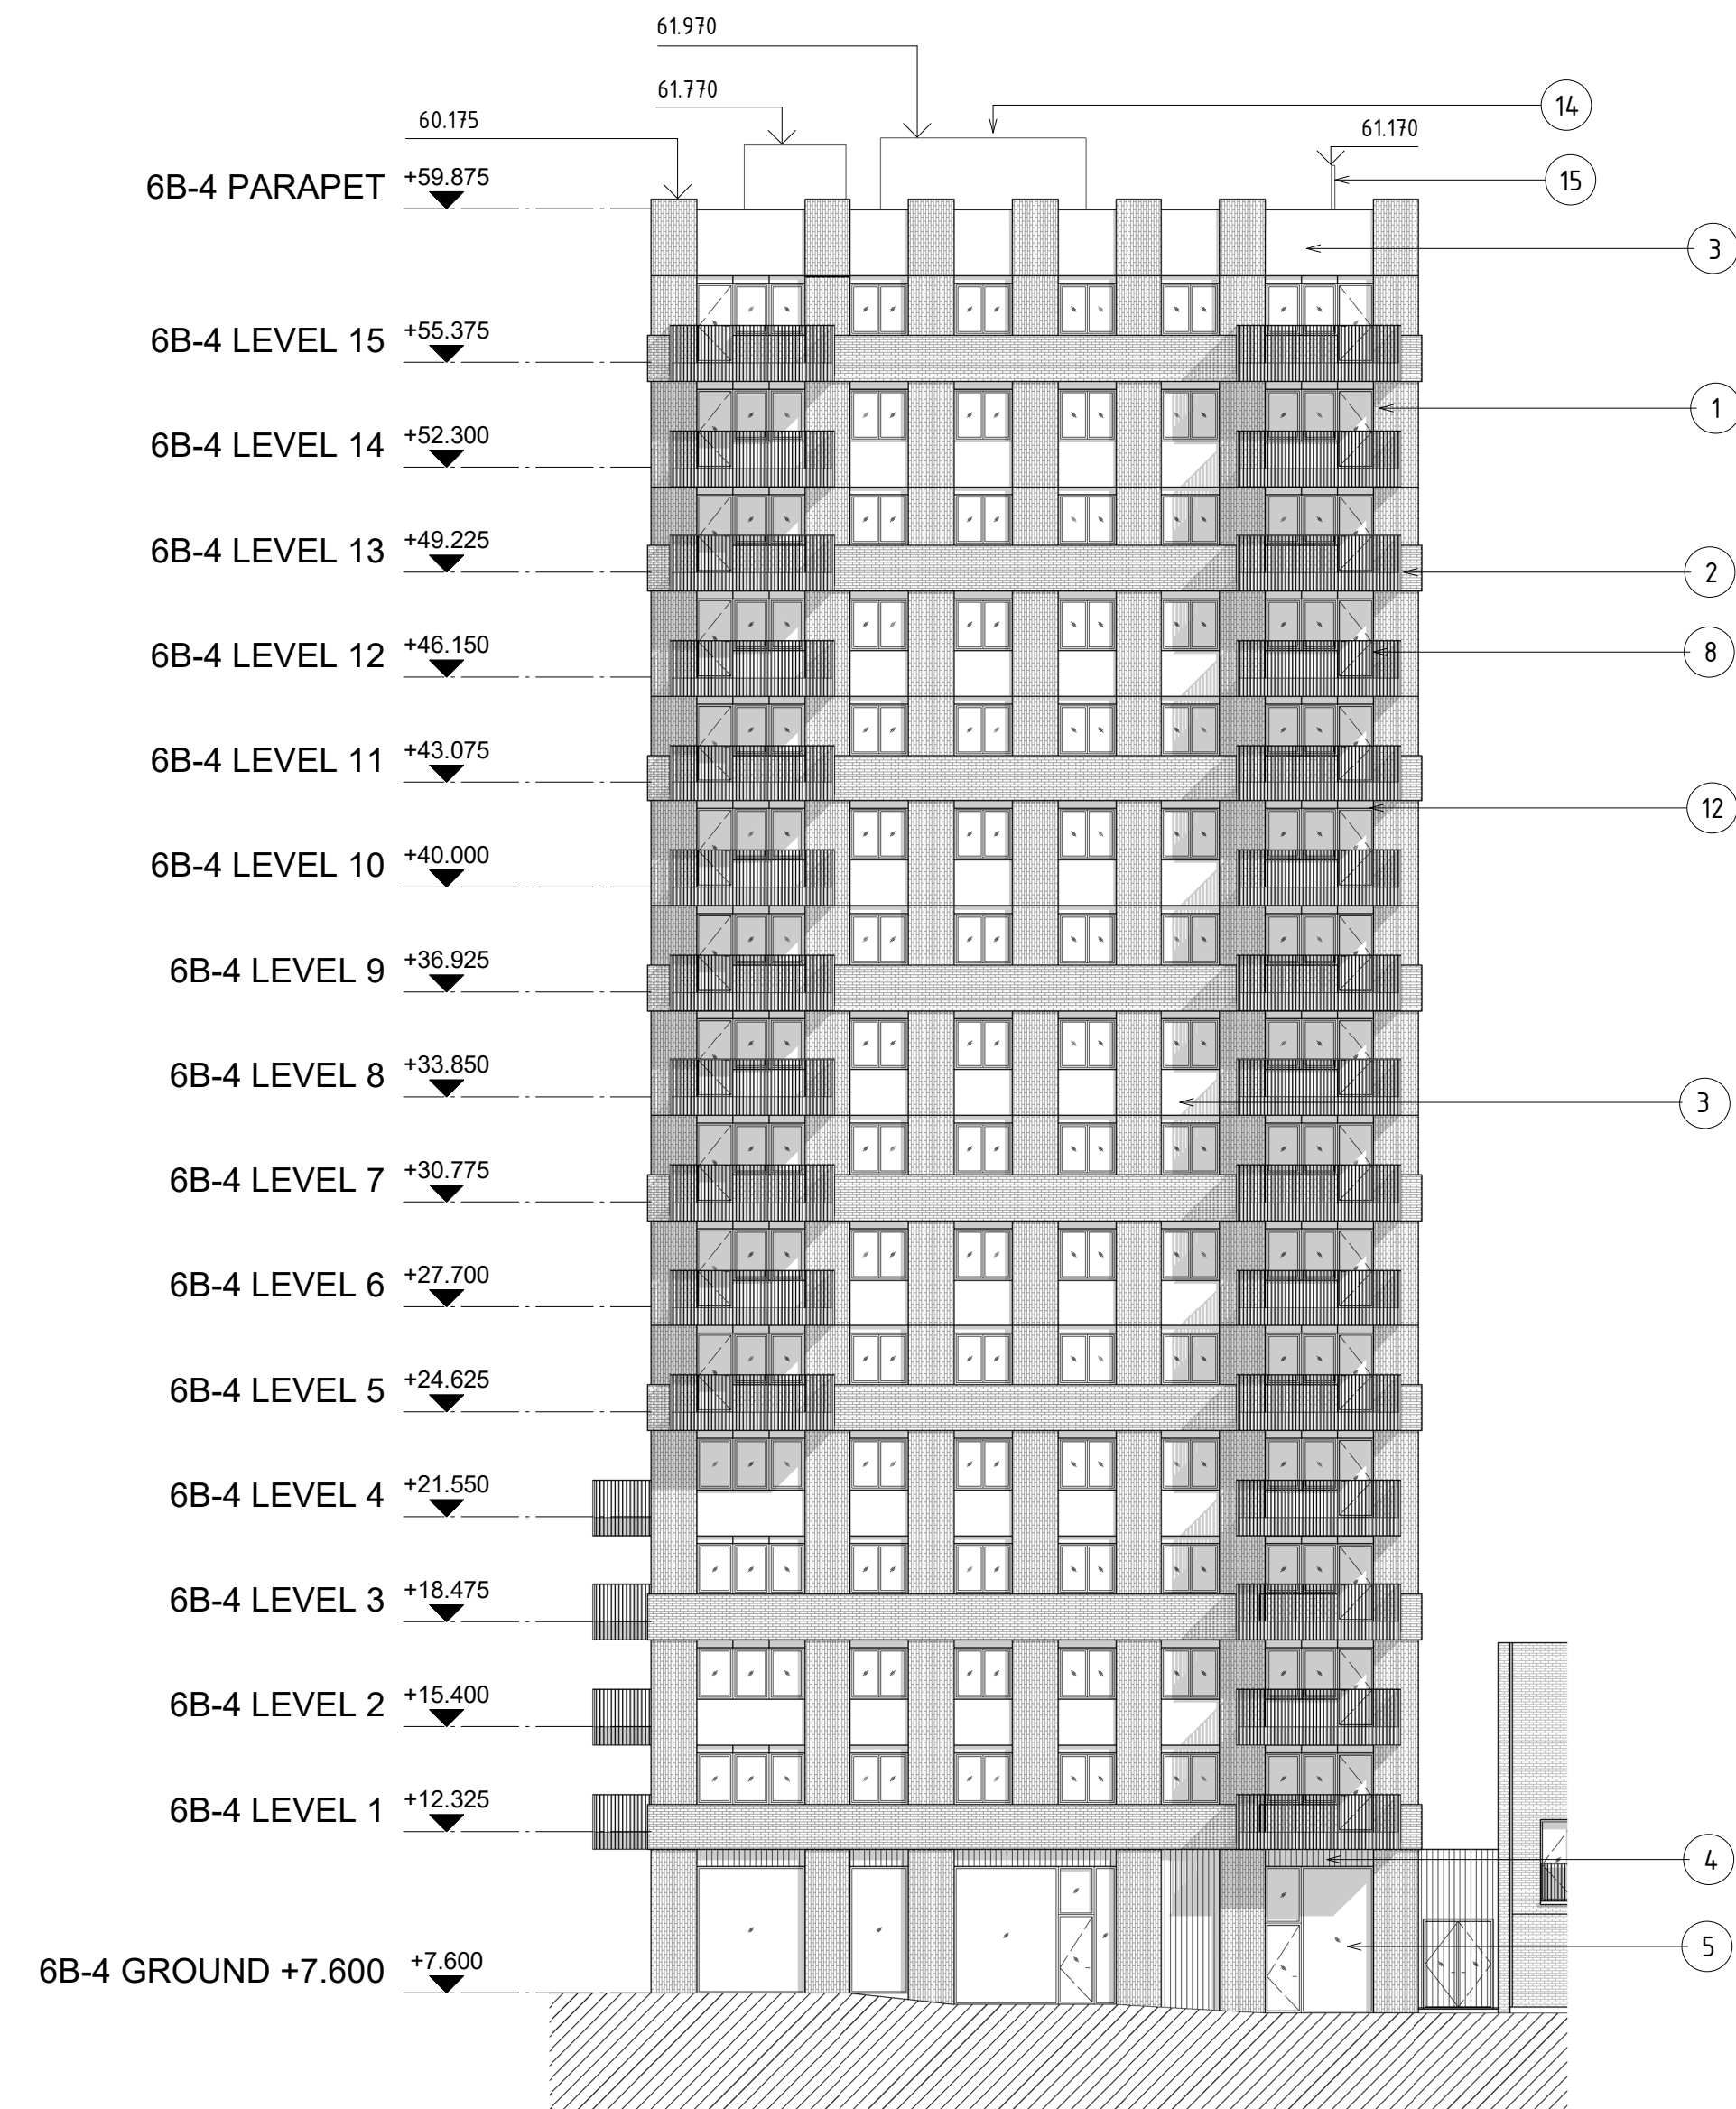 61.970
61.770
14
60.175
61.170
6B-4 PARAPET +59.875
15
3
6B-4 LEVEL 15 +55.375
1
6B-4 LEVEL 14 +52.300
6B-4 LEVEL 13 +49.225
2
6B-4 LEVEL 12 +46.150
8
6B-4 LEVEL 11 +43.075
12
6B-4 LEVEL 10 +40.000
6B-4 LEVEL 9 +36.925
6B-4 LEVEL 8 +33.850
3
6B-4 LEVEL 7 +30.775
6B-4 LEVEL 6 +27.700
6B-4 LEVEL 5 +24.625
6B-4 LEVEL 4 +21.550
6B-4 LEVEL 3 +18.475
6B-4 LEVEL 2 +15.400
6B-4 LEVEL 1 +12.325
4
5
6B-4 GROUND +7.600 +7.600